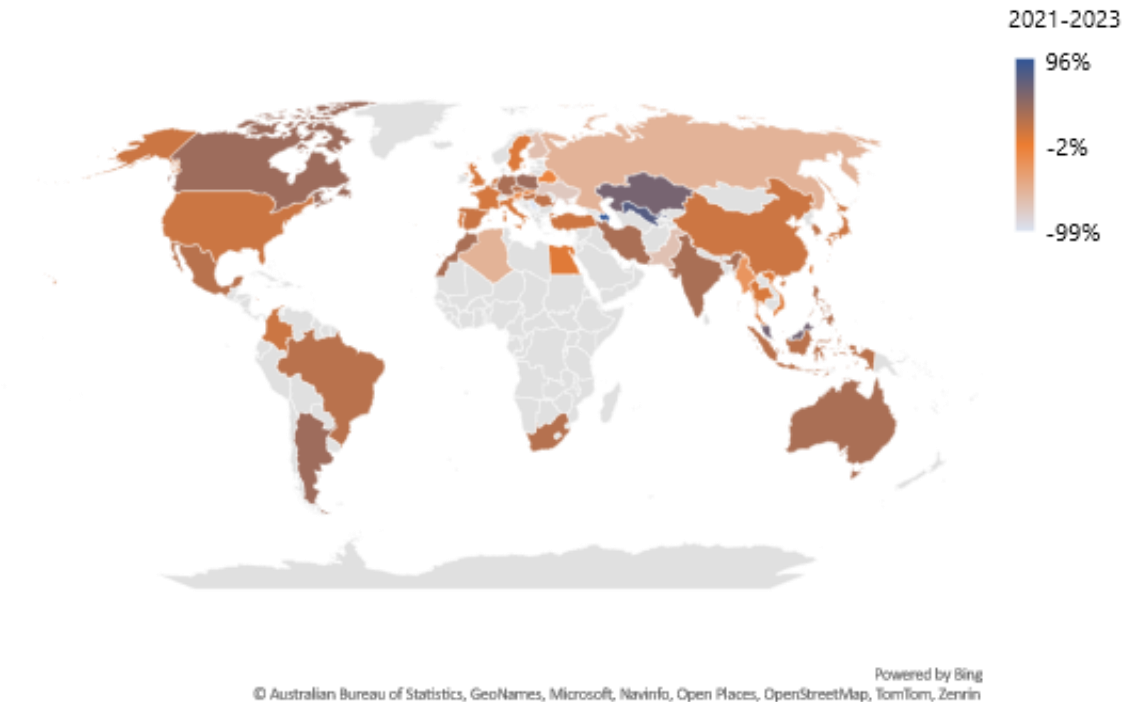 2021-2023
96%
-2%
-99%
Powered by Bing
© Australian Bureau of Statistics, GeoNames, Microsoft, Navinfo, Open Places, OpenStreetMap, TomTom, Zenrin